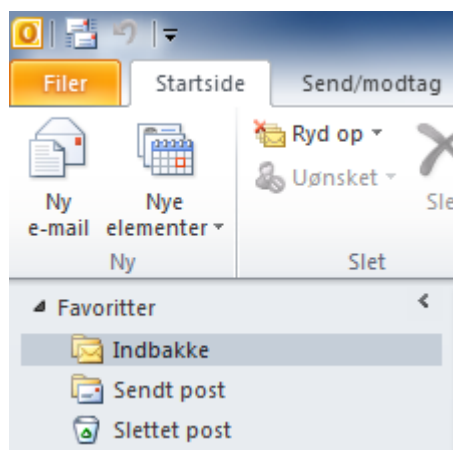 Filer Startside Send/modtag
Ryd op
Uønsket
Ny e-mail
Nye elementer
Ny Slet
Favoritter
Indbakke
Sendt post
Slettet post